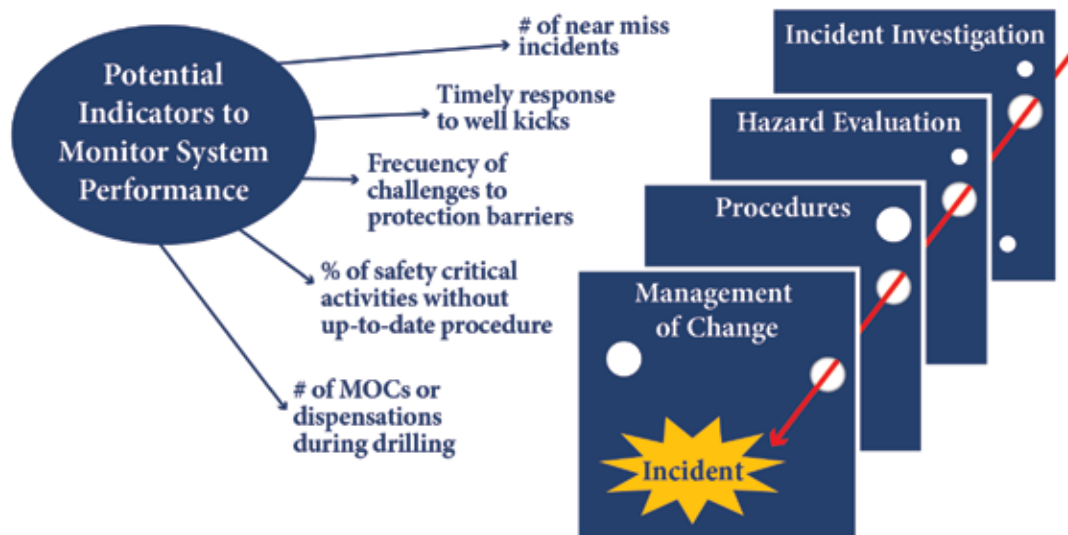 Potential
Indicators to
Monitor System
Performance
# of near miss
incidents
Timely response
to well kicks
Frecuency of
challenges to
protection barriers
% of safety critical
activities without
up-to-date procedure
# of MOCs or
dispensations
during drilling
Incident Investigation
Hazard Evaluation
Procedures
Management
of Change
Incident